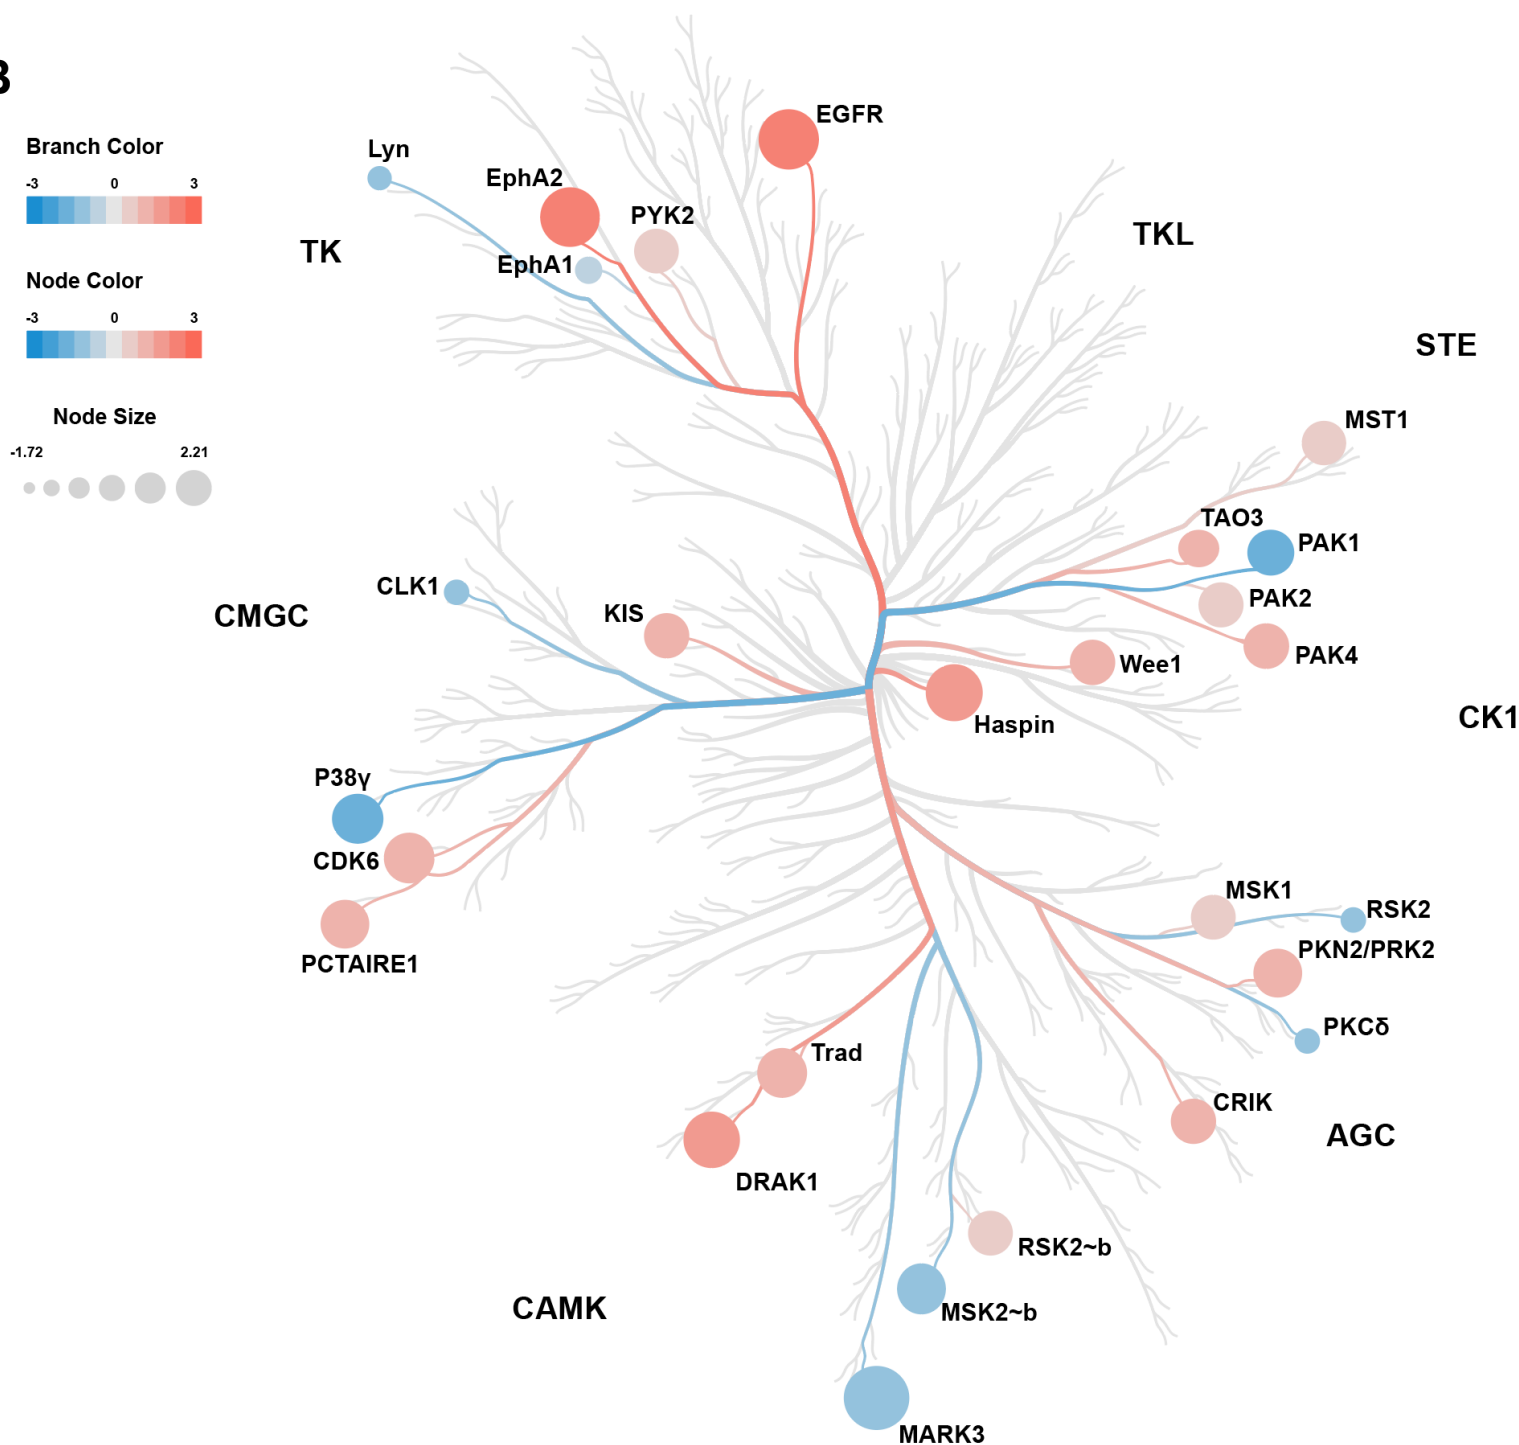 B
Branch Color
-3 0 3
Node Color
-3 0 3
Node Size
-1.72 2.21
EGFR
Lyn
EphA2
PYK2
EphA1
TK
TKL
STE
MST1
TAO3
PAK1
PAK2
PAK4
CLK1
KIS
CMGC
Wee1
Haspin
CK1
P38γ
CDK6
PCTAIRE1
MSK1
RSK2
PKN2/PRK2
PKCδ
CRIK
AGC
Trad
DRAK1
RSK2~b
MSK2~b
CAMK
MARK3